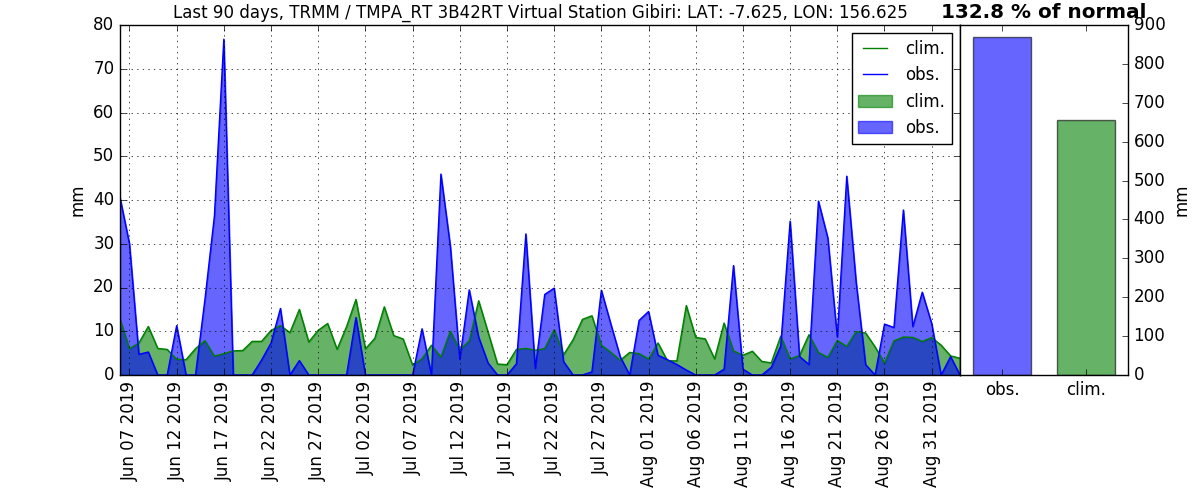 Last 90 days, TRMM / TMPA_RT 3B42RT Virtual Station Gibiri: LAT: -7.625, LON: 156.625
132.8 % of normal
80
70
60
50
40
30
20
10
0
mm
clim.
obs.
clim.
obs.
Jun 07 2019
Jun 12 2019
Jun 17 2019
Jun 22 2019
Jun 27 2019
Jul 02 2019
Jul 07 2019
Jul 12 2019
Jul 17 2019
Jul 22 2019
Jul 27 2019
Aug 01 2019
Aug 06 2019
Aug 11 2019
Aug 16 2019
Aug 21 2019
Aug 26 2019
Aug 31 2019
900
800
700
600
500
400
300
200
100
0
mm
obs.
clim.